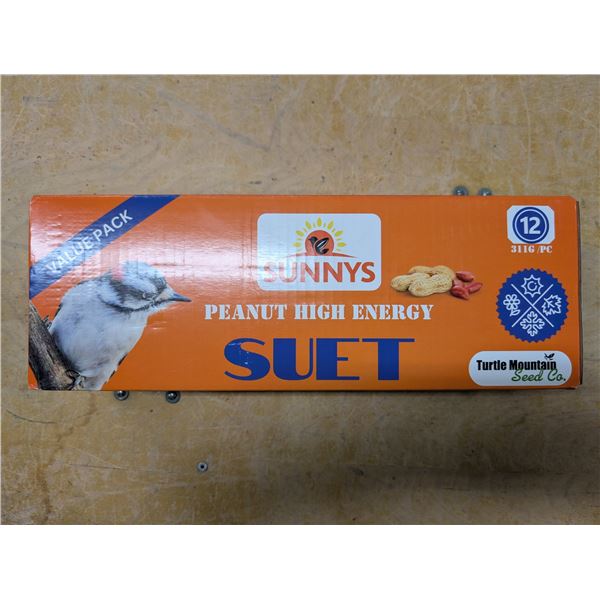 VALUE PACK
SUNNYS
12
311G /PC
PEANUT HIGH ENERGY
SUET
Turtle Mountain
Seed Co.